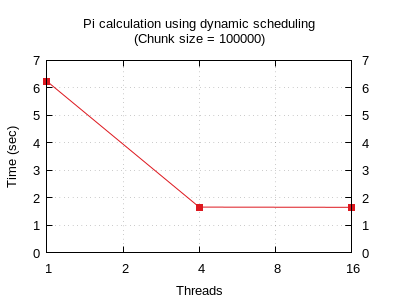 Pi calculation using dynamic scheduling
(Chunk size = 100000)
7 7
6 6
5 5
4 4
3 3
2 2
1 1
0 0
Time (sec)
1 2 4 8 16
Threads